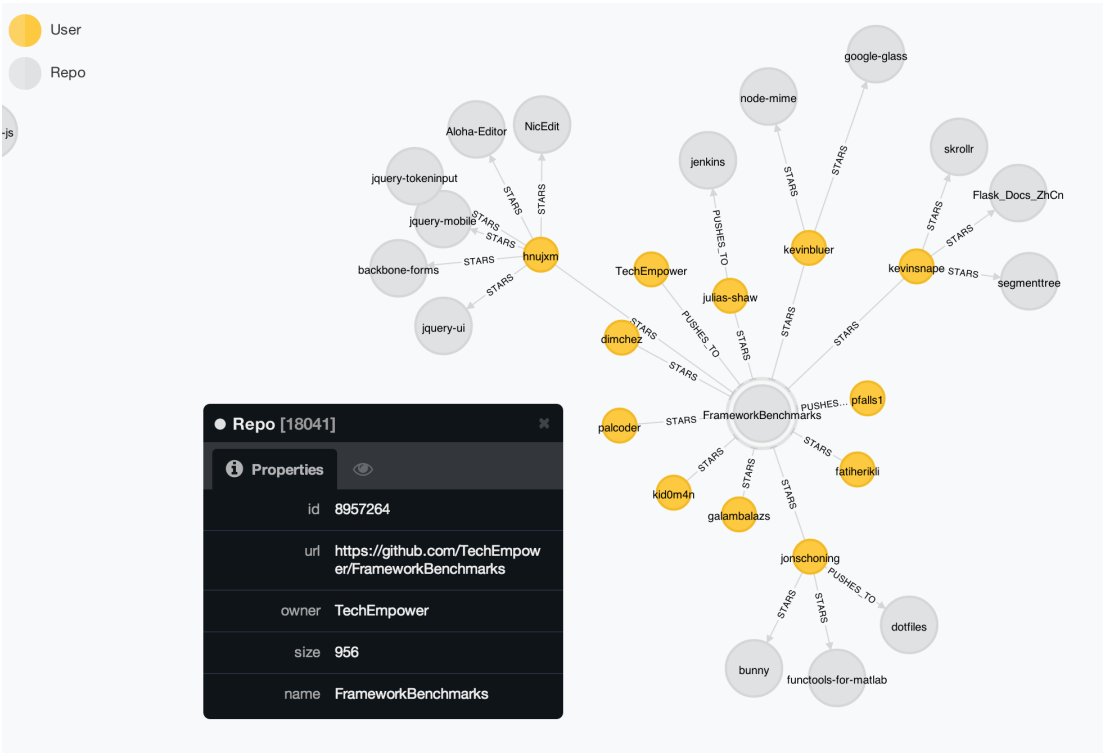 User
Repo
-js
google-glass
node-mime
STARS
STARS
Aloha-Editor
NicEdit
jenkins
skrollr
jquery-tokeninput
Flask_Docs_ZhCn
STARS
STARS
PUSHES_TO
STARS
STARS
jquery-mobile
STARS
STARS
kevinbluer
hnujxm
backbone-forms
STARS
TechEmpower
kevinsnape
STARS
segmenttree
STARS
julias-shaw
jquery-ui
STARS
PUSHES_TO
STARS
STARS
STARS
dimchez
STARS
pfalls1
PUSHES...
FrameworkBenchmarks
palcoder
STARS
STARS
fatiherikli
STARS
STARS
kid0m4n
galambalazs
STARS
jonschoning
PUSHES_TO
STARS
STARS
dotfiles
bunny
functools-for-matlab
Repo [18041]
Properties
id 8957264
url https://github.com/TechEmpow
er/FrameworkBenchmarks
owner TechEmpower
size 956
name FrameworkBenchmarks